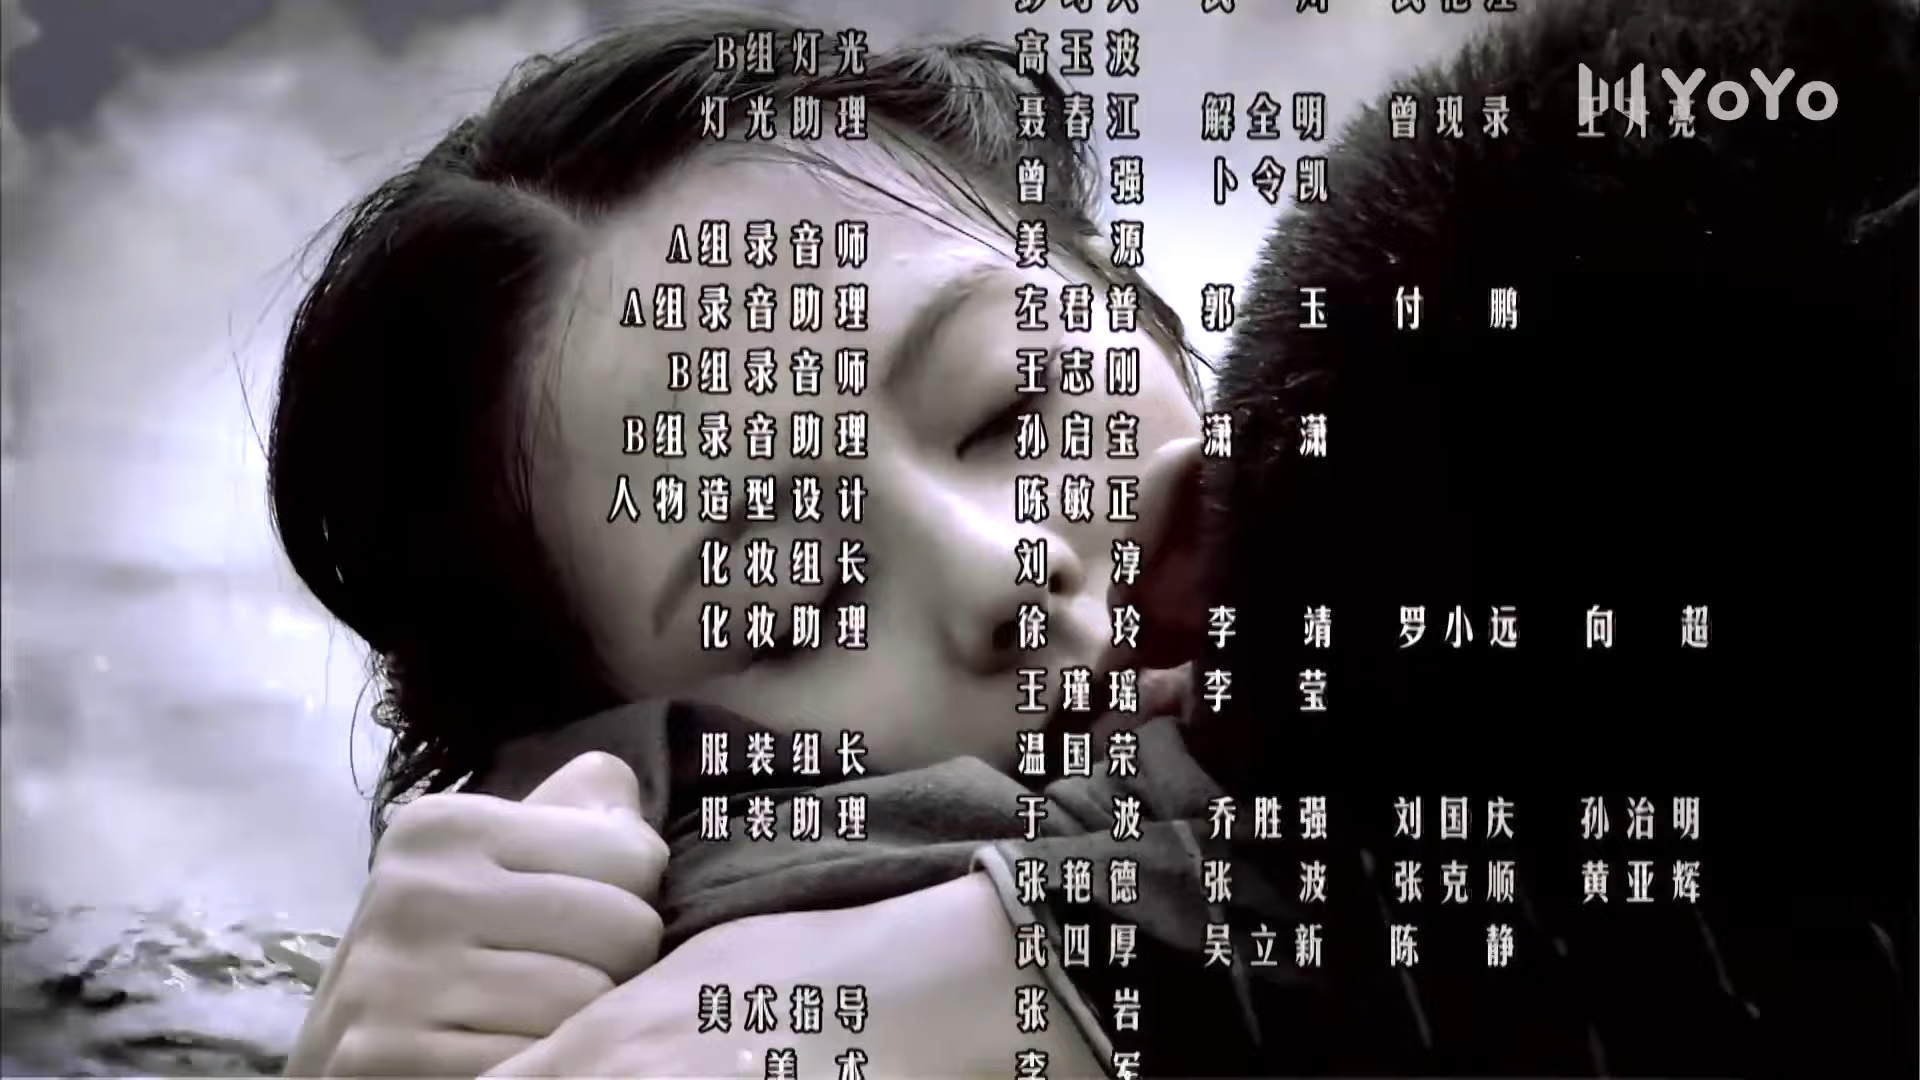 B组灯光 高玉波
YOYO
灯光助理 聂春江 解全明 曾现录
曾强 卜令凯
A组录音师 姜源
A组录音助理 左君普 郭玉 付鹏
B组录音师 王志刚
B组录音助理 孙启宝 潇潇
人物造型设计 陈敏正
化妆组长 刘淳
化妆助理 徐玲 李靖 罗小远 向超
王瑾瑶 李莹
服装组长 温国荣
服装助理 于波 乔胜强 刘国庆 孙治明
张艳德 张波 张克顺 黄亚辉
武四厚 吴立新 陈静
美术指导 张岩
美术 李军